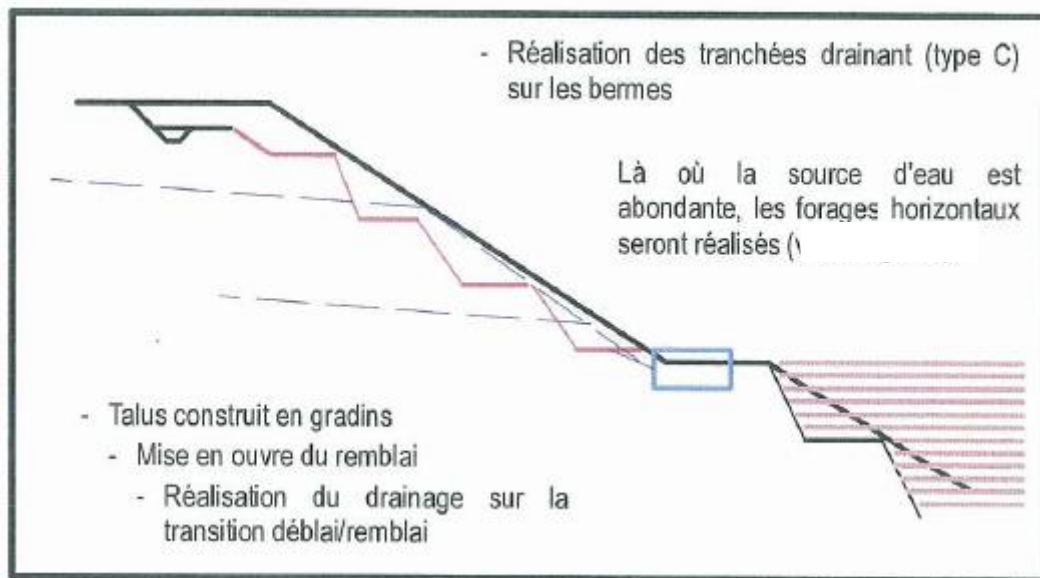 - Réalisation des tranchées drainant (type C)
sur les bermes
Là où la source d'eau est
abondante, les forages horizontaux
seront réalisés (
- Talus construit en gradins
- Mise en ouvre du remblai
- Réalisation du drainage sur la
transition déblai/remblai